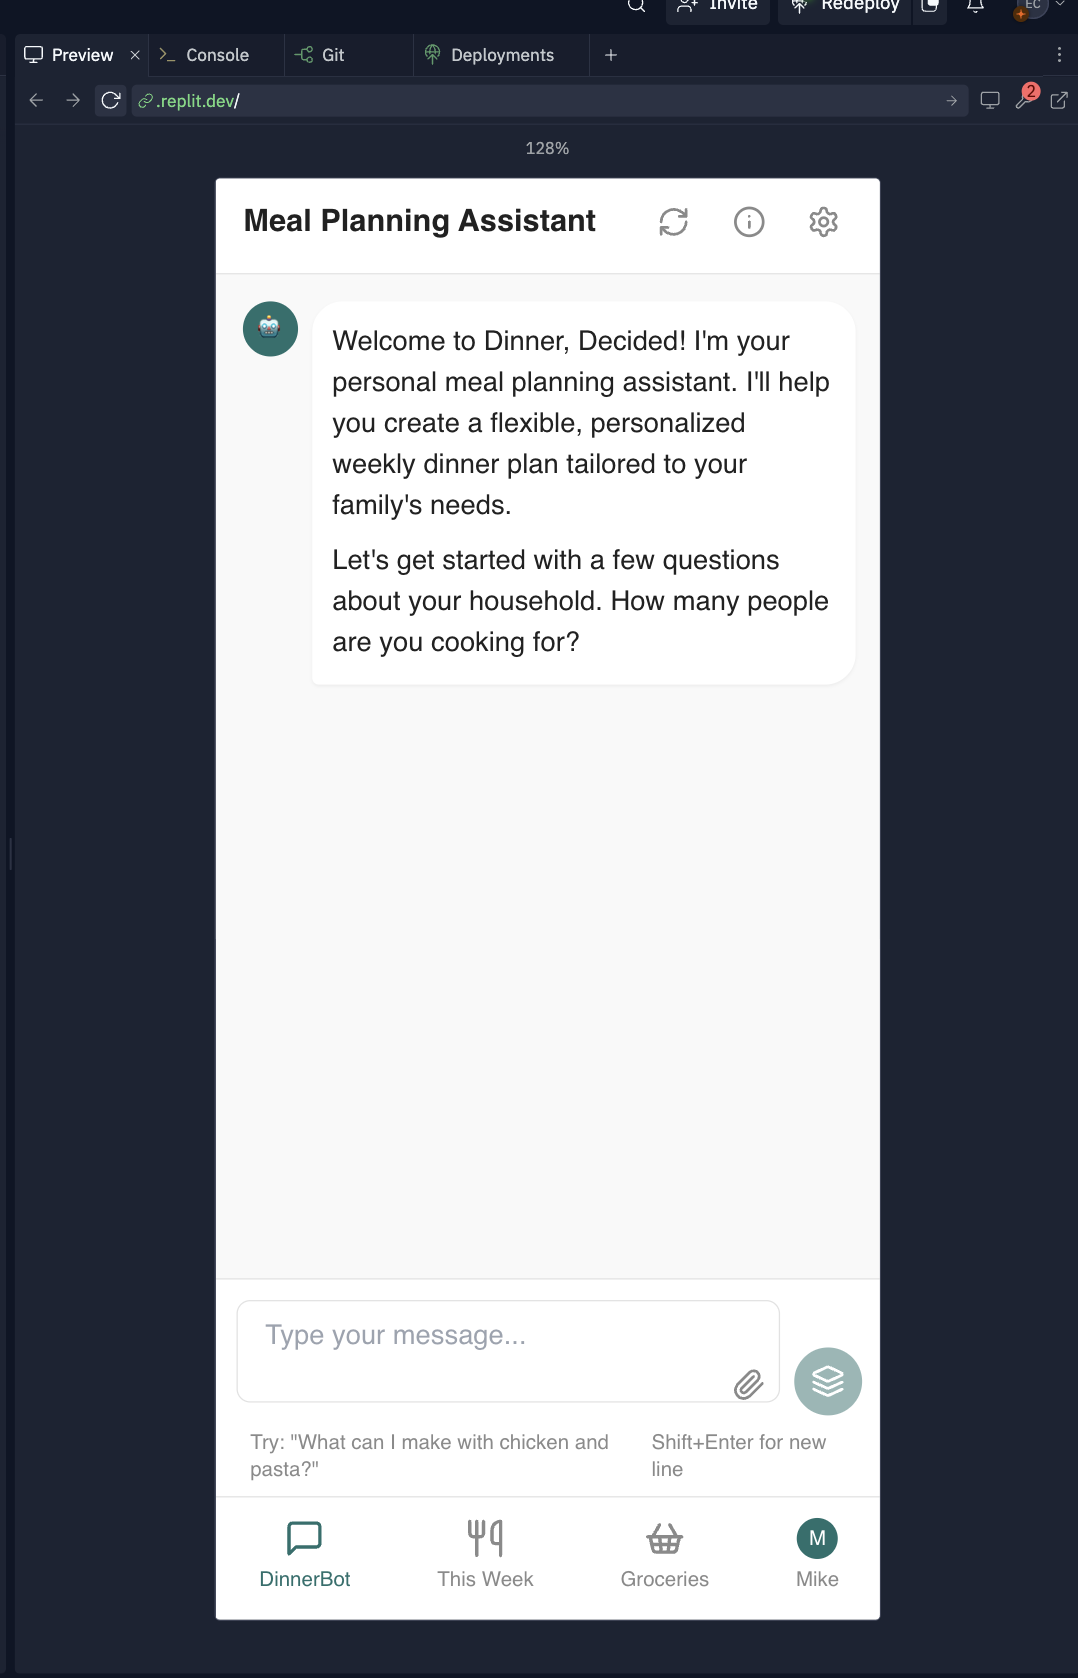 Invite
Redeploy
EC
Preview
Console
Git
Deployments
.replit.dev/
2
128%
Meal Planning Assistant
Welcome to Dinner, Decided! I'm your
personal meal planning assistant. I'll help
you create a flexible, personalized
weekly dinner plan tailored to your
family's needs.
Let's get started with a few questions
about your household. How many people
are you cooking for?
Type your message...
Try: "What can I make with chicken and
pasta?"
Shift+Enter for new
line
DinnerBot
This Week
Groceries
M
Mike